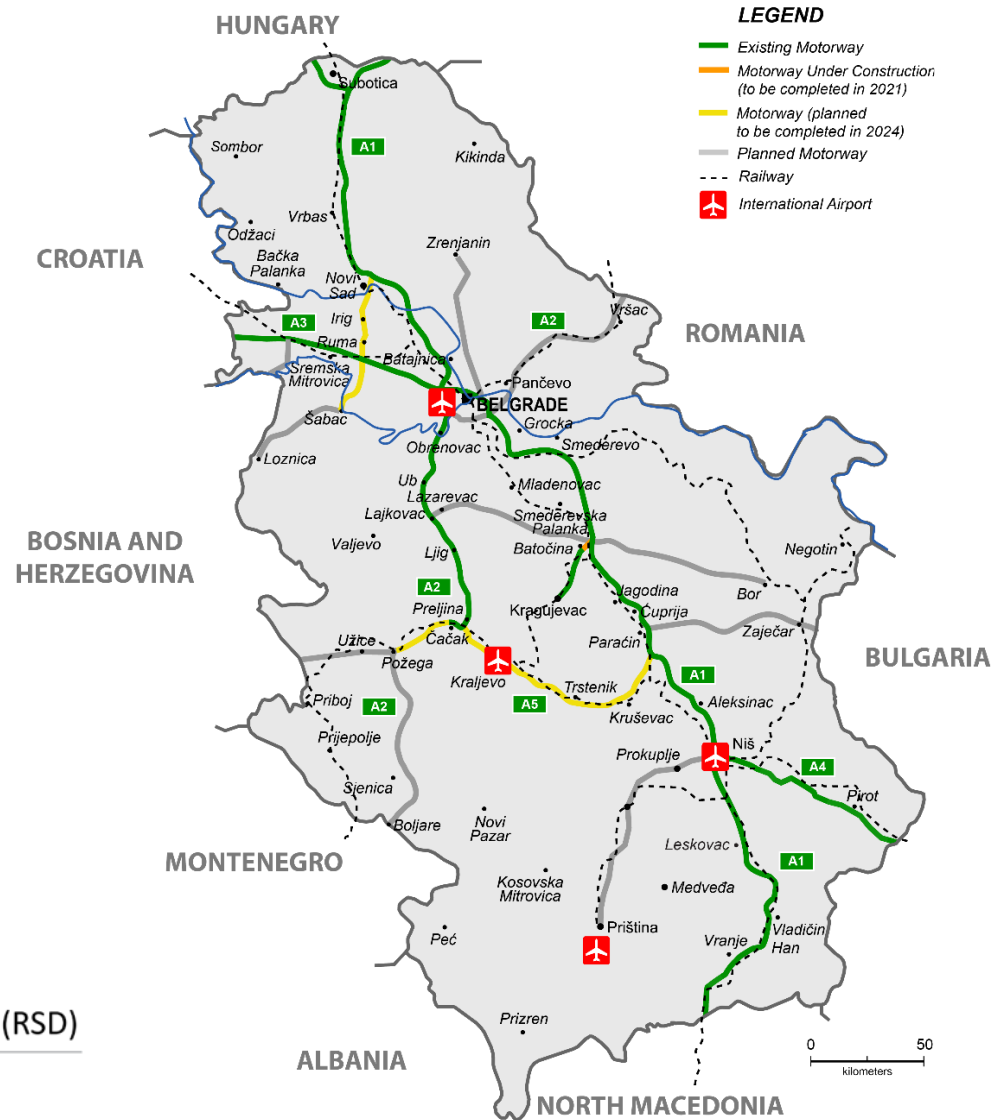 LEGEND
Existing Motorway
Motorway Under Construction
(to be completed in 2021)
Motorway (planned
to be completed in 2024)
Planned Motorway
Railway
International Airport
HUNGARY
Subotica
A1
Sombor
Kikinda
Vrbas
Odžaci
Zrenjanin
CROATIA
Bačka
Palanka
Novi
Sad
Vršac
A3
Irig
A2
ROMANIA
Ruma
Batajnica
Sremska
Mitrovica
Pančevo
BELGRADE
Šabac
Grocka
Obrenovac
Smederevo
Loznica
Ub
Mladenovac
Lazarevac
Lajkovac
Smederevska
Palanka
BOSNIA AND
HERZEGOVINA
Valjevo
Ljig
Batočina
Negotin
A2
Jagodina
Bor
Preljina
Kragujevac
Ćuprija
Čačak
Zaječar
Užice
Paraćin
Požega
BULGARIA
Kraljevo
A1
Trstenik
Priboj
A2
A5
Kruševac
Aleksinac
Prijepolje
Niš
Prokuplje
A4
Sjenica
Pirot
Novi
Pazar
Boljare
Leskovac
MONTENEGRO
A1
Kosovska
Mitrovica
Medveđa
Peć
Priština
Vladičin
Han
Vranje
(RSD)
Prizren
0 50
kilometers
ALBANIA
NORTH MACEDONIA